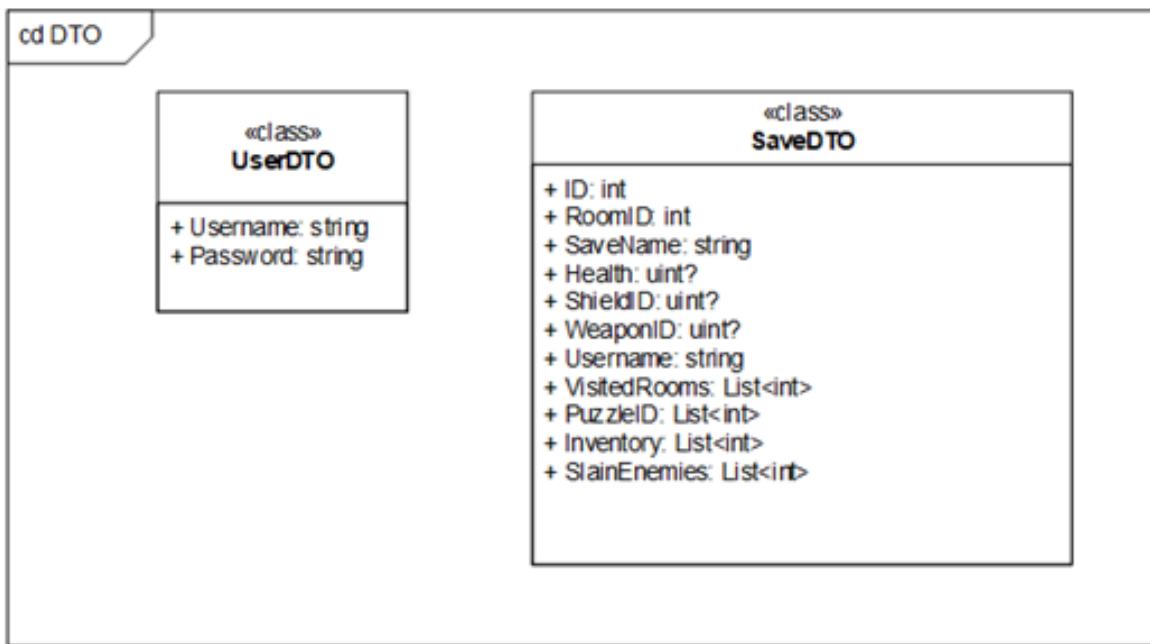 cd DTO
«class»
UserDTO
+ Username: string
+ Password: string
«class»
SaveDTO
+ ID: int
+ RoomID: int
+ SaveName: string
+ Health: uint?
+ ShieldID: uint?
+ WeaponID: uint?
+ Username: string
+ VisitedRooms: List<int>
+ PuzzleID: List<int>
+ Inventory: List<int>
+ SlainEnemies: List<int>